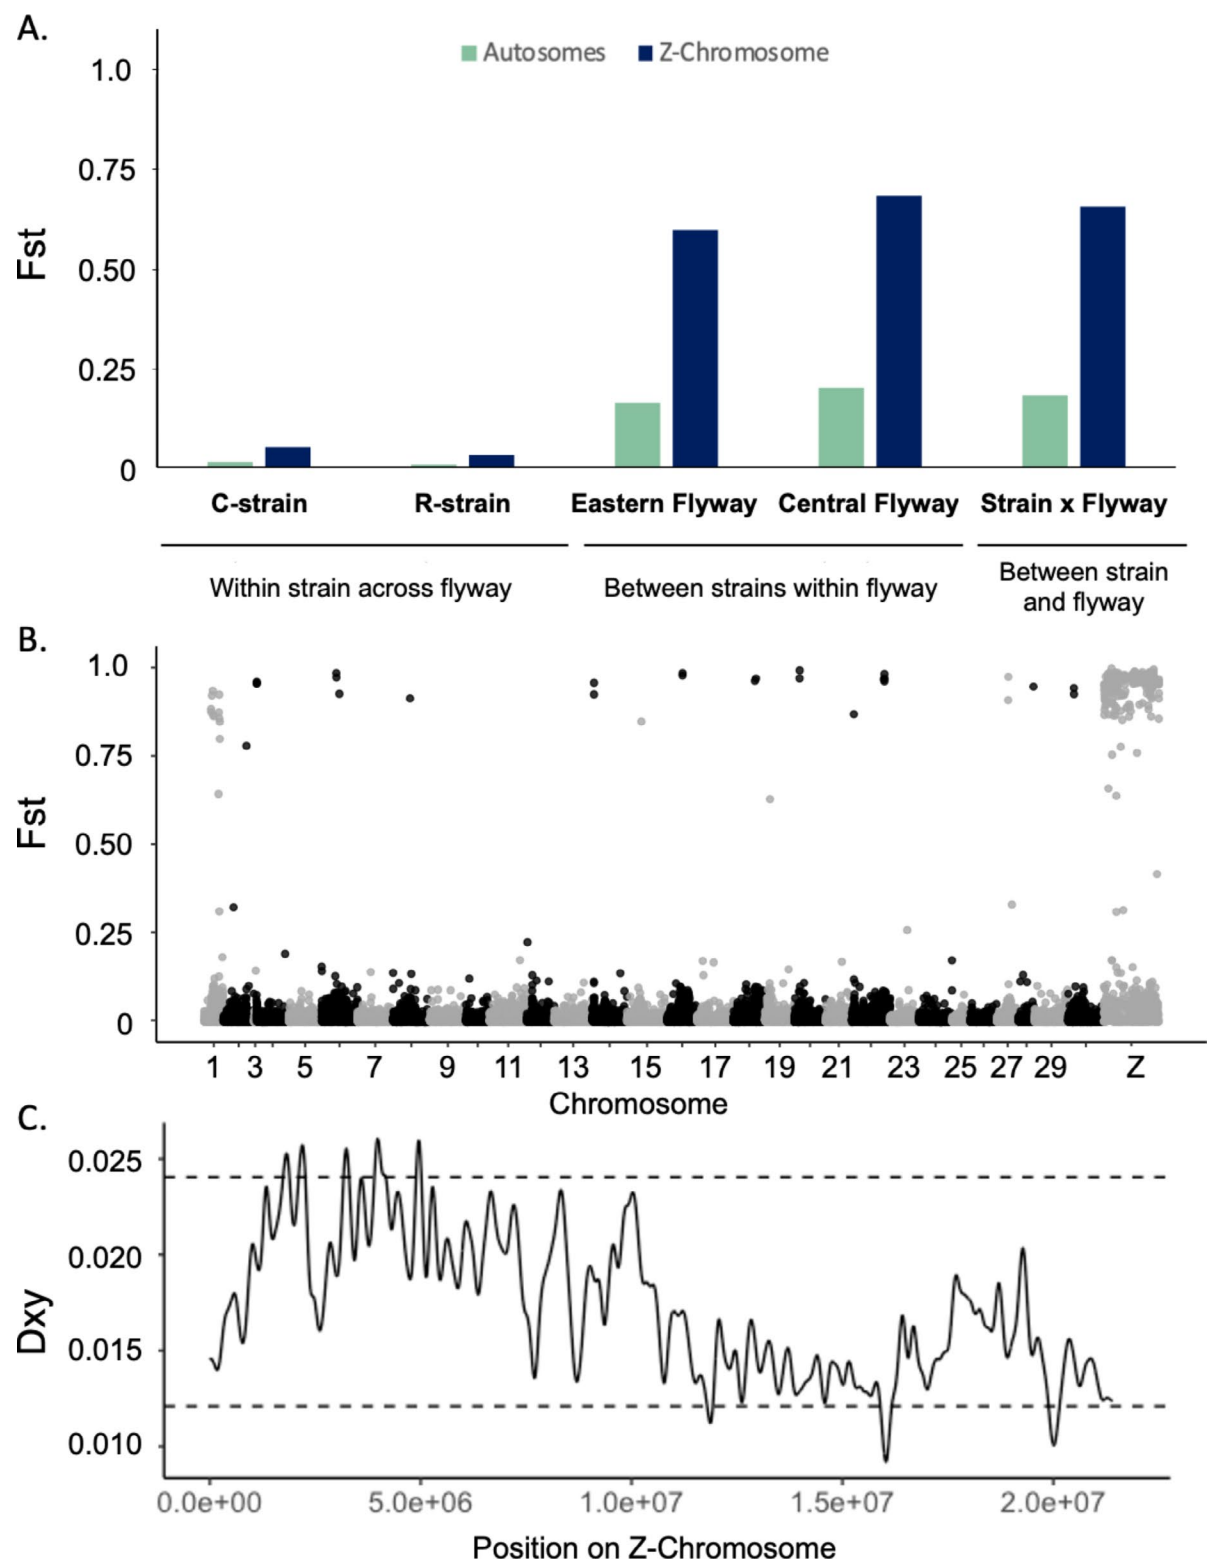 A.
Autosomes Z-Chromosome
1.0
0.75
0.50
0.25
0
Fst
C-strain R-strain Eastern Flyway Central Flyway Strain x Flyway
Within strain across flyway Between strains within flyway Between strain
and flyway
B.
1.0
0.75
0.50
0.25
0
Fst
1 3 5 7 9 11 13 15 17 19 21 23 25 27 29 Z
Chromosome
C.
0.025
0.020
0.015
0.010
Dxy
0.0e+00 5.0e+06 1.0e+07 1.5e+07 2.0e+07
Position on Z-Chromosome